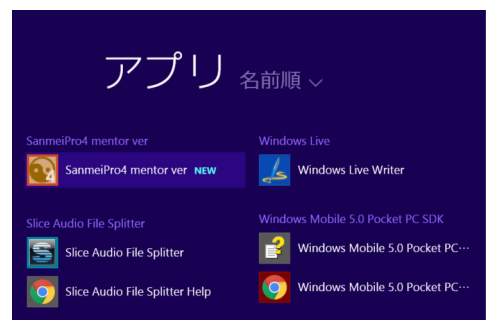 アプリ 名前順
SanmeiPro4 mentor ver
SanmeiPro4 mentor ver NEW
Slice Audio File Splitter
Slice Audio File Splitter
Slice Audio File Splitter Help
Windows Live
Windows Live Writer
Windows Mobile 5.0 Pocket PC SDK
Windows Mobile 5.0 Pocket PC…
Windows Mobile 5.0 Pocket PC…